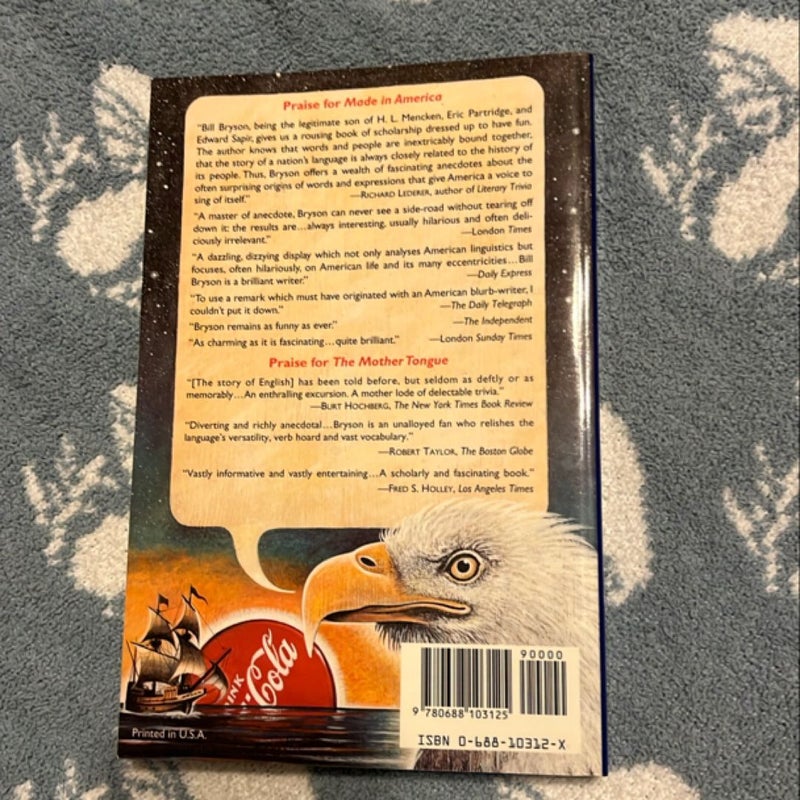 Praise for Made in America
“Bill Bryson, being the legitimate son of H. L. Mencken, Eric Partridge, and
Edward Sapir, gives us a rousing book of scholarship dressed up to have fun.
The author knows that words and people are inextricably bound together,
that the story of a nation's language is always closely related to the history of
its people. Thus, Bryson offers a wealth of fascinating anecdotes about the
often surprising origins of words and expressions that give America a voice to
sing of itself.”
—RICHARD LEDERER, author of Literary Trivia
“A master of anecdote, Bryson can never see a side-road without tearing off
down it: the results are...always interesting, usually hilarious and often deli-
ciously irrelevant.”
—London Times
“A dazzling, dizzying display which not only analyses American linguistics but
focuses, often hilariously, on American life and its many eccentricities...Bill
Bryson is a brilliant writer.”
—Daily Express
“To use a remark which must have originated with an American blurb-writer, I
couldn't put it down.”
—The Daily Telegraph
“Bryson remains as funny as ever.”
—The Independent
“As charming as it is fascinating...quite brilliant.”
—London Sunday Times
Praise for The Mother Tongue
“[The story of English] has been told before, but seldom as deftly or as
memorably...An enthralling excursion. A mother lode of delectable trivia.”
—BURT HOCHBERG, The New York Times Book Review
“Diverting and richly anecdotal...Bryson is an unalloyed fan who relishes the
language's versatility, verb hoard and vast vocabulary.”
—ROBERT TAYLOR, The Boston Globe
“Vastly informative and vastly entertaining...A scholarly and fascinating book.”
—FRED S. HOLLEY, Los Angeles Times
Cola
90000
9 780688 103125
ISBN 0-688-10312-X
Printed in U.S.A.